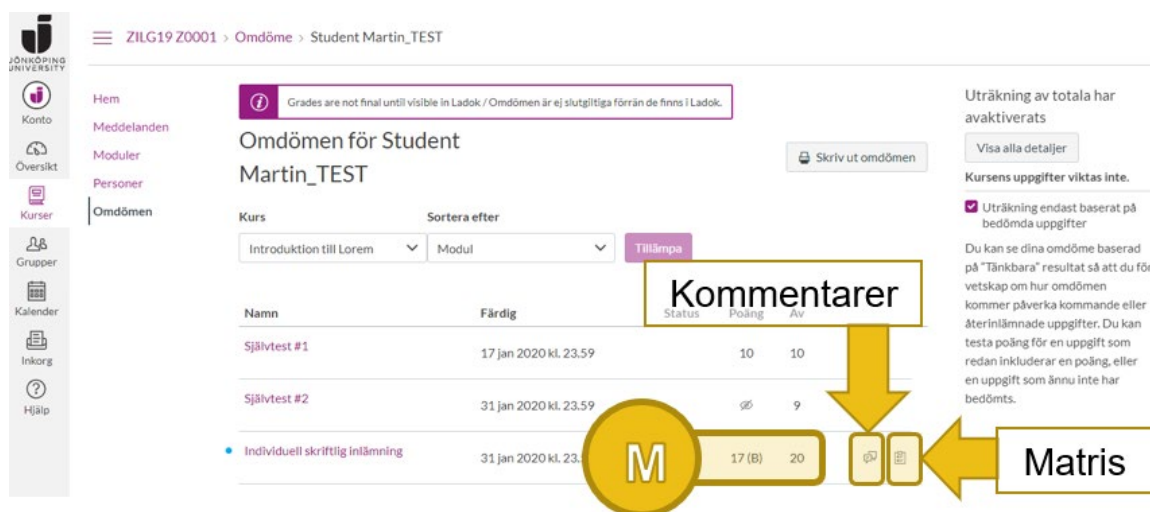 JÖNKÖPING
UNIVERSITY
Konto
Översikt
Kurser
Grupper
Kalender
Inkorg
Hjälp
ZILG19 Z0001 > Omdöme > Student Martin_TEST
Hem
Meddelanden
Moduler
Personer
Omdömen
Grades are not final until visible in Ladok / Omdömen är ej slutgiltiga förrän de finns i Ladok.
Omdömen för Student
Martin_TEST
Skriv ut omdömen
Kurs Sortera efter
Introduktion till Lorem Modul Tillämpa
Kommentarer
Namn Färdig Status Poäng Av
Självtest #1 17 jan 2020 kl. 23.59 10 10
Självtest #2 31 jan 2020 kl. 23.59 9
Individuell skriftlig inlämning 31 jan 2020 kl. 23. M 17 (B) 20
Matris
Uträkning av totala har
avaktiverats
Visa alla detaljer
Kursens uppgifter viktas inte.
Uträkning endast baserat på
bedömda uppgifter
Du kan se dina omdöme baserad
på "Tänkbara" resultat så att du för
vetskap om hur omdömen
kommer påverka kommande eller
återinlämnade uppgifter. Du kan
testa poäng för en uppgift som
redan inkluderar en poäng, eller
en uppgift som ännu inte har
bedömts.